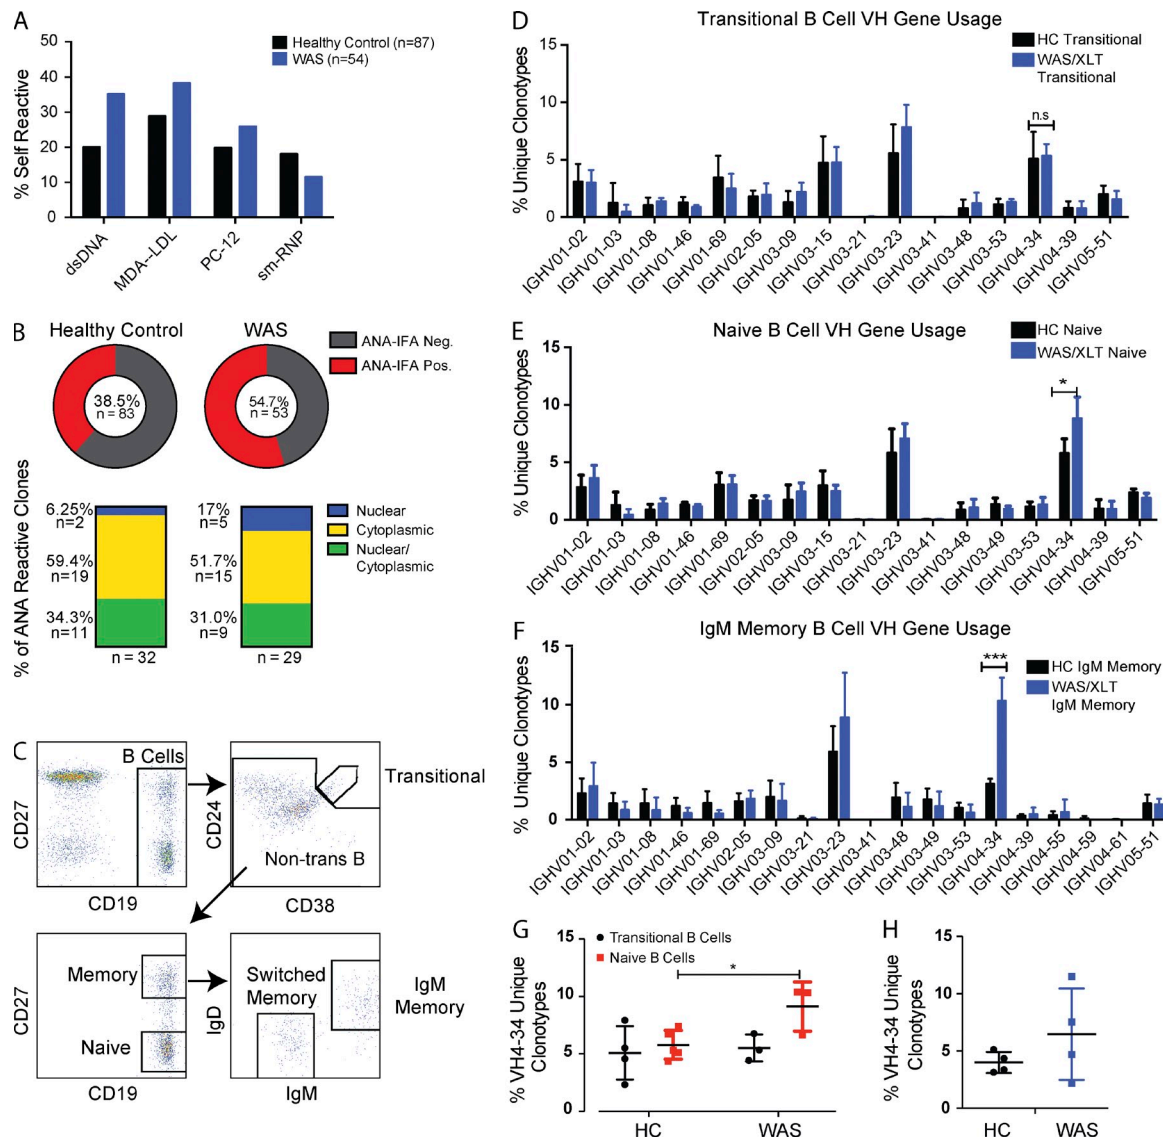 A
% Self Reactive
50
40
30
20
10
0
Healthy Control (n=87)
WAS (n=54)
dsDNA
MDA--LDL
PC-12
sm-RNP
B
Healthy Control
WAS
ANA-IFA Neg.
ANA-IFA Pos.
38.5%
n = 83
54.7%
n = 53
% of ANA Reactive Clones
6.25%
n=2
59.4%
n=19
34.3%
n=11
n = 32
17%
n=5
51.7%
n=15
31.0%
n=9
n = 29
Nuclear
Cytoplasmic
Nuclear/
Cytoplasmic
C
CD27
B Cells
CD19
CD24
Transitional
Non-trans B
CD38
CD27
Memory
Naive
CD19
IgD
Switched
Memory
IgM
Memory
IgM
D
Transitional B Cell VH Gene Usage
% Unique Clonotypes
15
10
5
0
HC Transitional
WAS/XLT
Transitional
n.s
IGHV01-02
IGHV01-03
IGHV01-08
IGHV01-46
IGHV01-69
IGHV02-05
IGHV03-09
IGHV03-15
IGHV03-21
IGHV03-23
IGHV03-41
IGHV03-48
IGHV03-53
IGHV04-34
IGHV04-39
IGHV05-51
E
Naive B Cell VH Gene Usage
% Unique Clonotypes
15
10
5
0
HC Naive
WAS/XLT Naive
*
IGHV01-02
IGHV01-03
IGHV01-08
IGHV01-46
IGHV01-69
IGHV02-05
IGHV03-09
IGHV03-15
IGHV03-21
IGHV03-23
IGHV03-41
IGHV03-48
IGHV03-49
IGHV03-53
IGHV04-34
IGHV04-39
IGHV05-51
F
IgM Memory B Cell VH Gene Usage
% Unique Clonotypes
15
10
5
0
HC IgM Memory
WAS/XLT
IgM Memory
***
IGHV01-02
IGHV01-03
IGHV01-08
IGHV01-46
IGHV01-69
IGHV02-05
IGHV03-09
IGHV03-21
IGHV03-23
IGHV03-41
IGHV03-48
IGHV03-49
IGHV03-53
IGHV04-34
IGHV04-39
IGHV04-55
IGHV04-59
IGHV04-61
IGHV05-51
G
% VH4-34 Unique
Clonotypes
15
10
5
0
Transitional B Cells
Naive B Cells
*
HC
WAS
H
% VH4-34 Unique
Clonotypes
15
10
5
0
HC
WAS